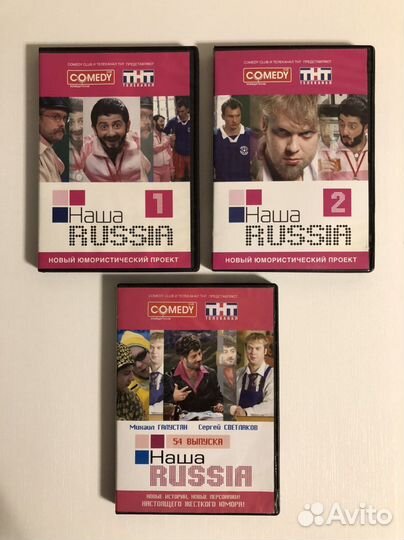 COMEDY CLUB И ТЕЛЕКАНАЛ ТНТ ПРЕДСТАВЛЯЮТ
COMEDY
ТНТ
ТЕЛЕКАНАЛ
1
Наша
RUSSIA
НОВЫЙ ЮМОРИСТИЧЕСКИЙ ПРОЕКТ
COMEDY CLUB И ТЕЛЕКАНАЛ ТНТ ПРЕДСТАВЛЯЮТ
COMEDY
ТНТ
ТЕЛЕКАНАЛ
2
Наша
RUSSIA
НОВЫЙ ЮМОРИСТИЧЕСКИЙ ПРОЕКТ
COMEDY CLUB И ТЕЛЕКАНАЛ ТНТ ПРЕДСТАВЛЯЮТ
COMEDY
ТНТ
ТЕЛЕКАНАЛ
Михаил ГАЛУСТЯН Сергей СВЕТЛАКОВ
54 ВЫПУСКА
Наша
RUSSIA
НОВЫЕ ИСТОРИИ, НОВЫЕ ПЕРСОНАЖИ!
НАСТОЯЩЕГО ЖЕСТКОГО ЮМОРА!
Avito